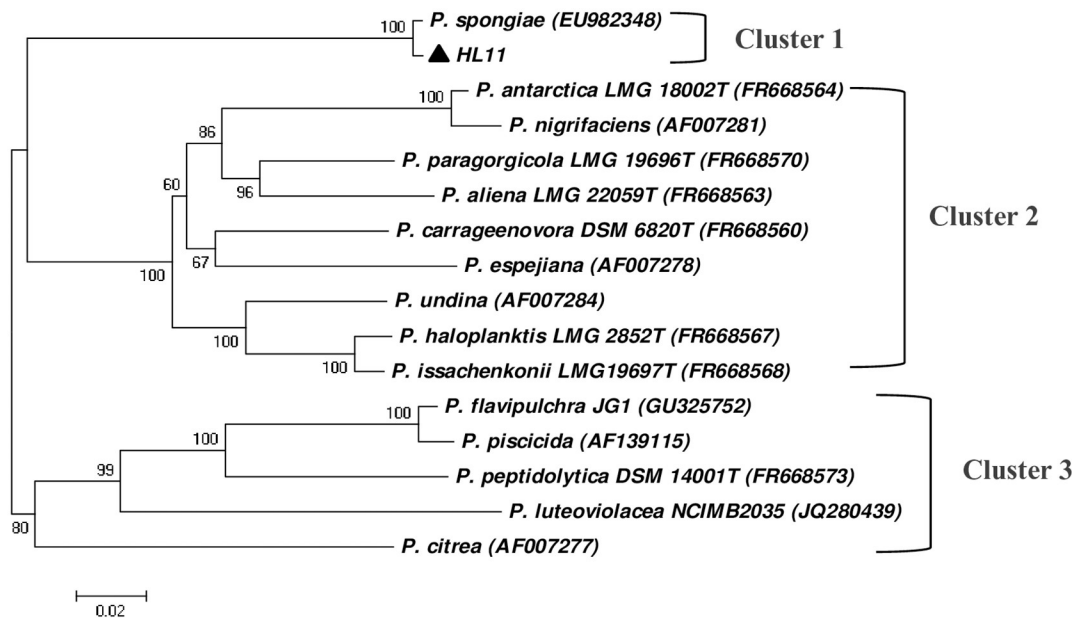 100
P. spongiae (EU982348)
HL11
Cluster 1
100
P. antarctica LMG 18002T (FR668564)
P. nigrifaciens (AF007281)
86
P. paragorgicola LMG 19696T (FR668570)
96
P. aliena LMG 22059T (FR668563)
60
P. carrageenovora DSM 6820T (FR668560)
67
P. espejiana (AF007278)
Cluster 2
100
P. undina (AF007284)
100
P. haloplanktis LMG 2852T (FR668567)
100
P. issachenkonii LMG19697T (FR668568)
100
P. flavipulchra JG1 (GU325752)
P. piscicida (AF139115)
100
P. peptidolytica DSM 14001T (FR668573)
99
P. luteoviolacea NCIMB2035 (JQ280439)
Cluster 3
80
P. citrea (AF007277)
0.02